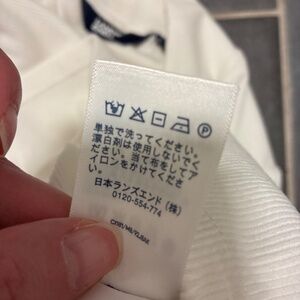 単独で洗ってください。
漂白剤は使用しないでく
ださい。当て布をしてア
イロンをかけてくださ
い。
日本ランズエンド（株）
0120-554-774